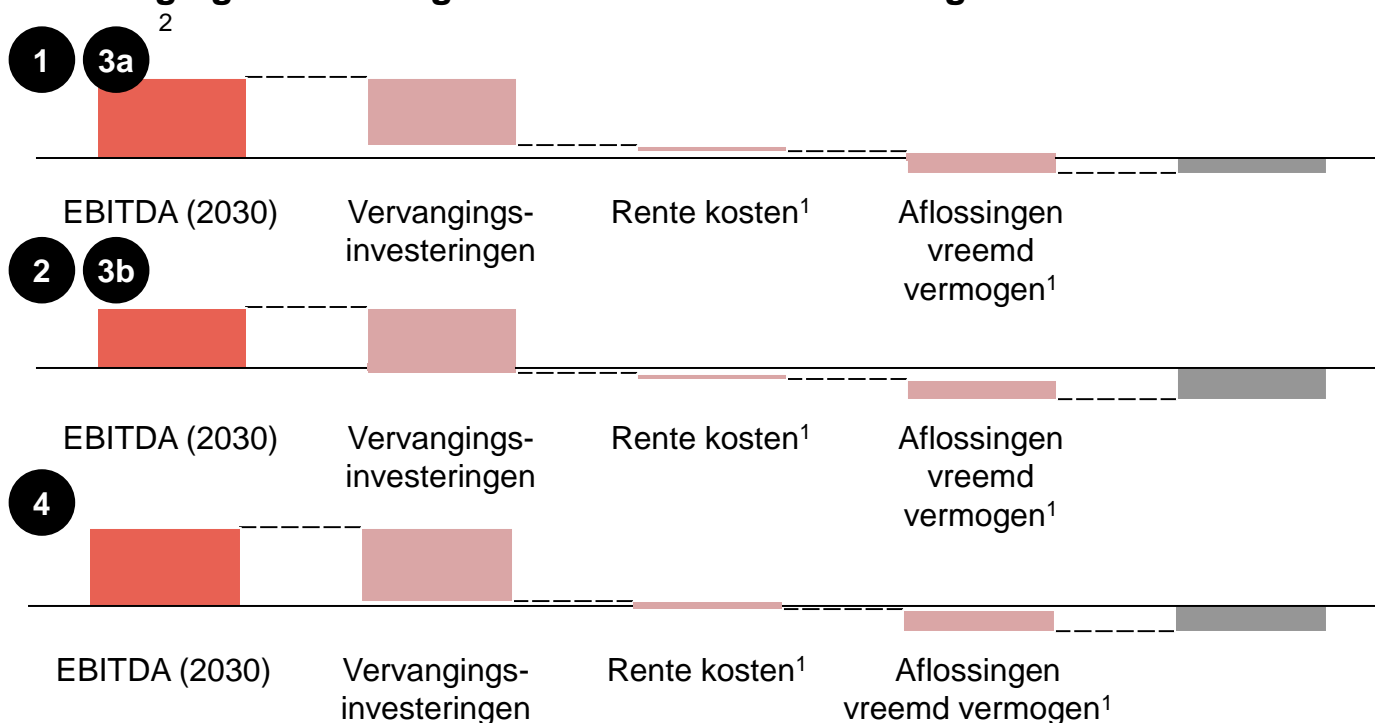 2
1 3a
EBITDA (2030) Vervangings- Rente kosten¹ Aflossingen
investeringen vreemd
vermogen¹
2 3b
EBITDA (2030) Vervangings- Rente kosten¹ Aflossingen
investeringen vreemd
vermogen¹
4
EBITDA (2030) Vervangings- Rente kosten¹ Aflossingen
investeringen vreemd vermogen¹